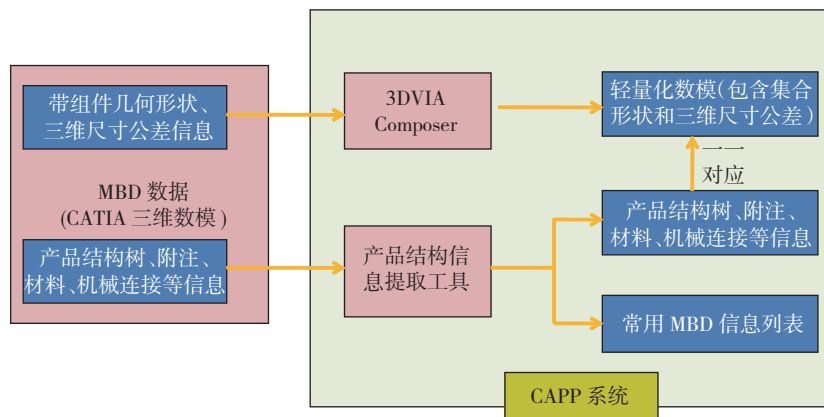 带组件几何形状、
三维尺寸公差信息
MBD 数据
(CATIA 三维数模)
产品结构树、附注、
材料、机械连接等信息
3DVIA
Composer
产品结构信
息提取工具
轻量化数模(包含集合
形状和三维尺寸公差)
一一
对应
产品结构树、附注、
材料、机械连接等信息
常用 MBD 信息列表
CAPP 系统